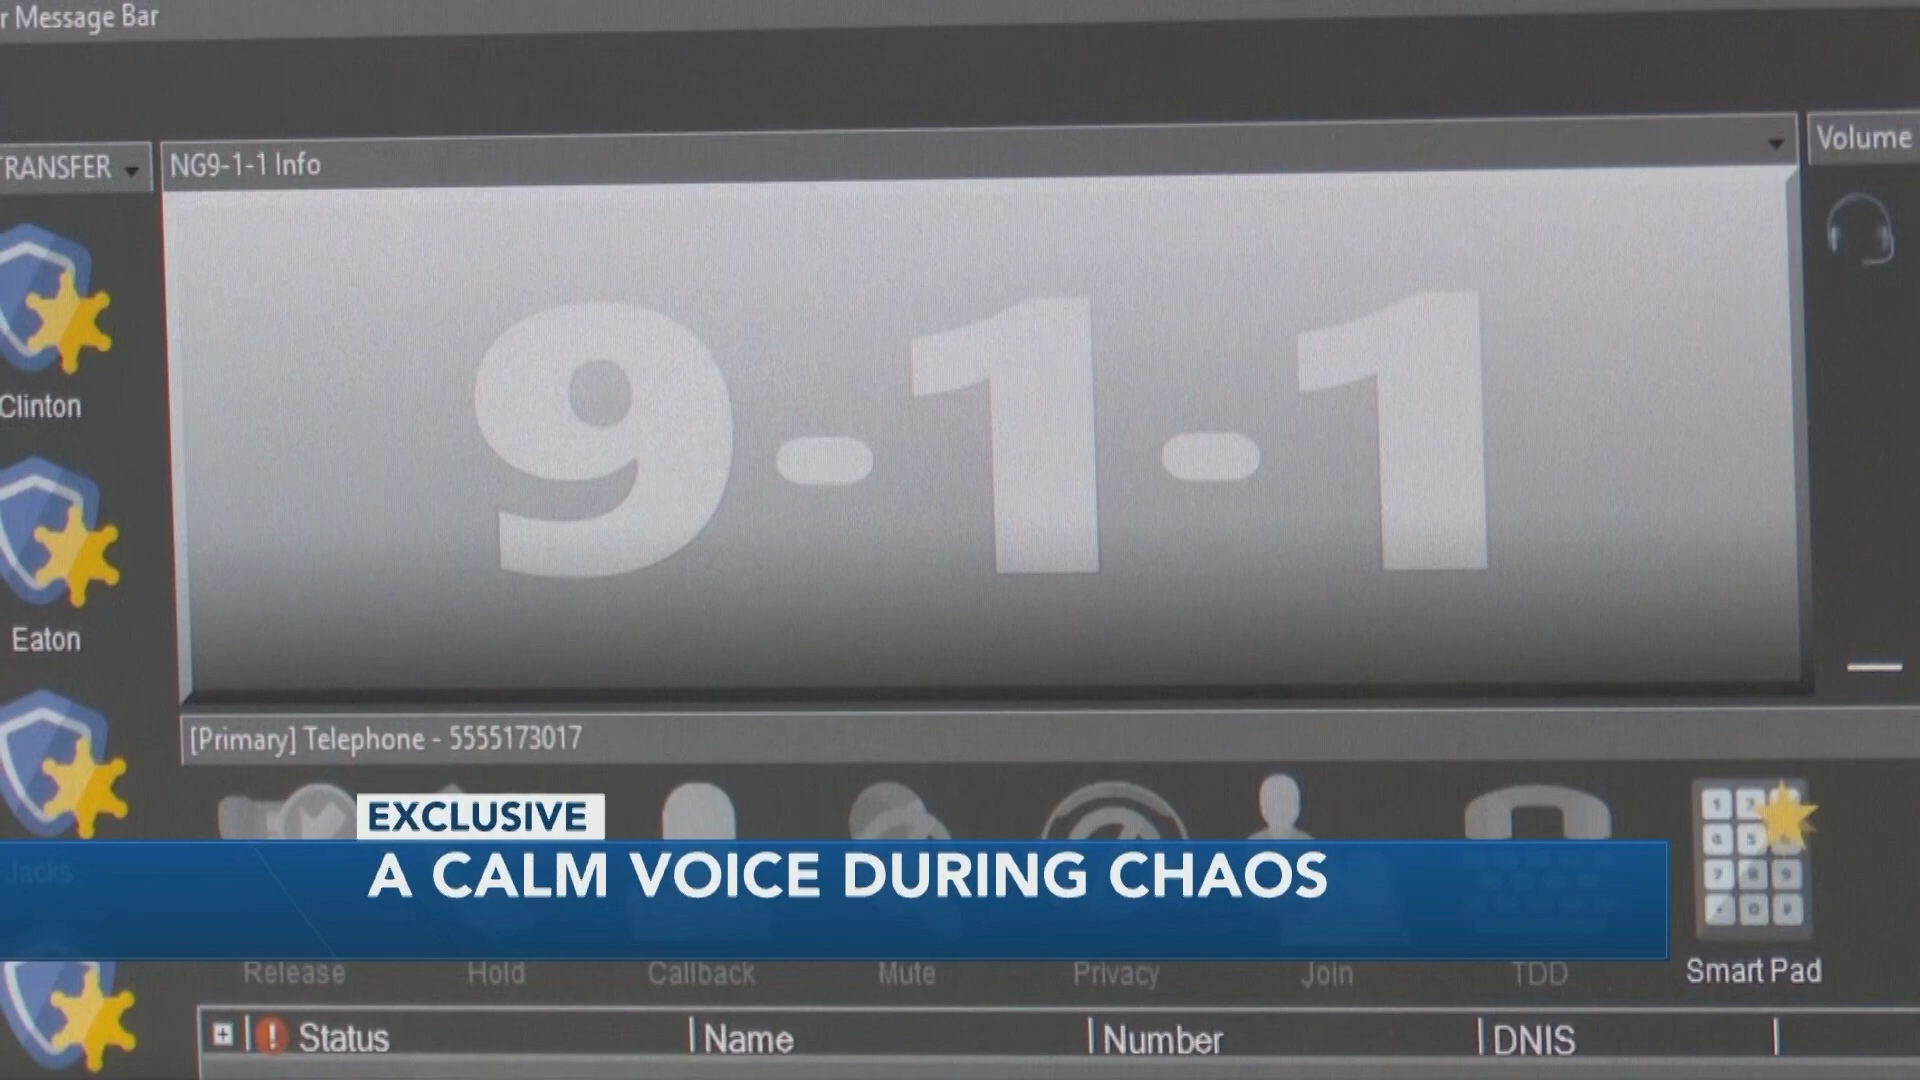 r Message Bar
TRANSFER
NG9-1-1 Info
Volume
9-1-1
Clinton
Eaton
[Primary] Telephone - 5555173017
EXCLUSIVE
A CALM VOICE DURING CHAOS
Jacks
Release Hold Callback Mute Privacy Join TDD Smart Pad
Status Name Number DNIS